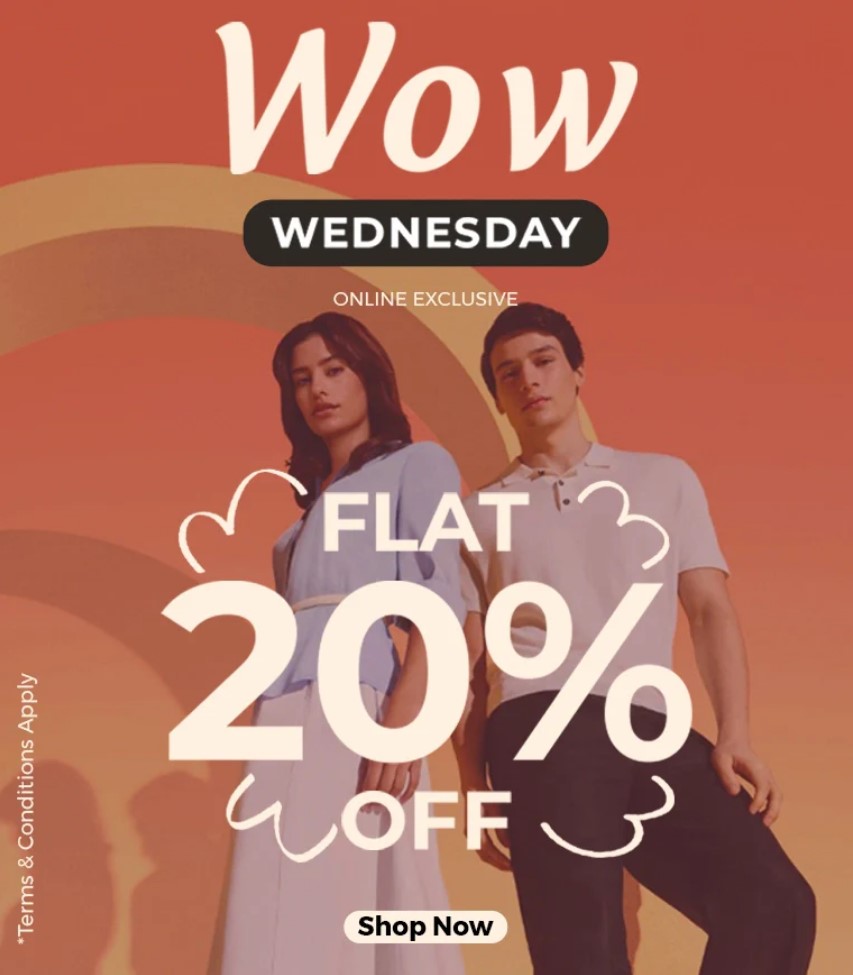 Wow
WEDNESDAY
ONLINE EXCLUSIVE
FLAT
20%
OFF
Shop Now
*Terms & Conditions Apply